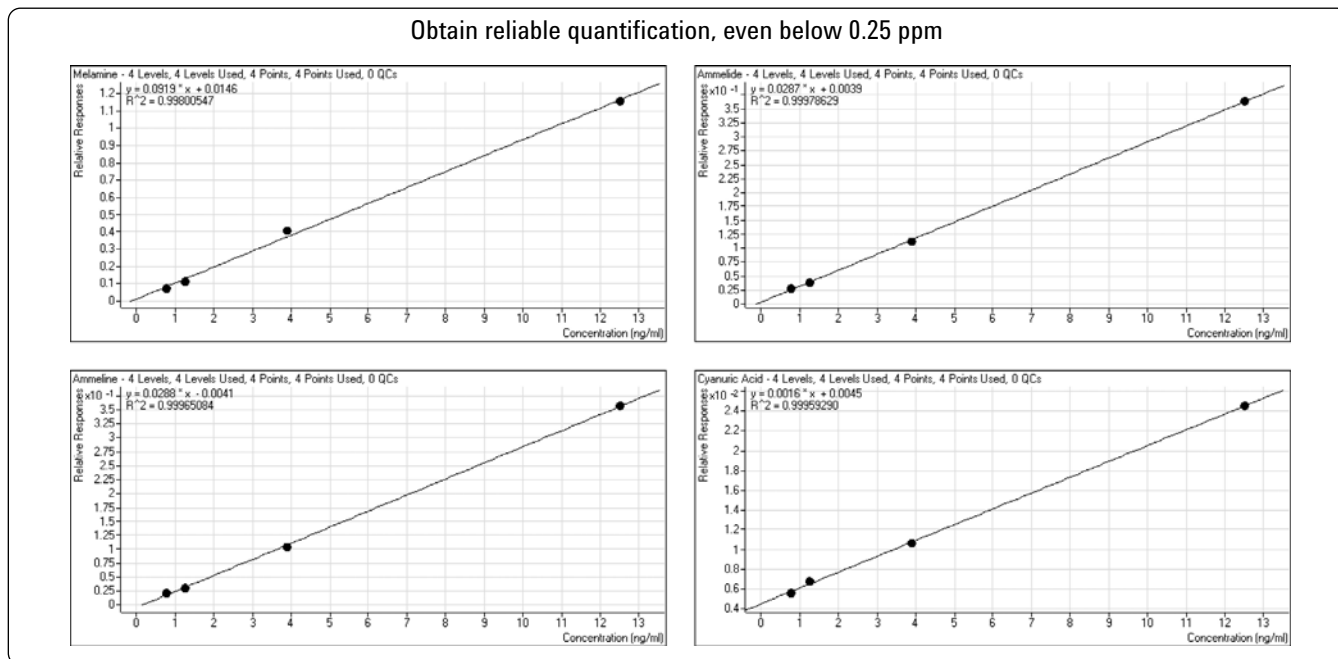 Obtain reliable quantification, even below 0.25 ppm
Melamine - 4 Levels, 4 Levels Used, 4 Points, 4 Points Used, 0 QCs
y = 0.0919 * x + 0.0146
R^2 = 0.99800547
Relative Responses
1.2
1.1
1
0.9
0.8
0.7
0.6
0.5
0.4
0.3
0.2
0.1
0
0 1 2 3 4 5 6 7 8 9 10 11 12 13
Concentration (ng/ml)
Ammelide - 4 Levels, 4 Levels Used, 4 Points, 4 Points Used, 0 QCs
x10 -1 y = 0.0287 * x + 0.0039
R^2 = 0.99978629
Relative Responses
3.5
3.25
3
2.75
2.5
2.25
2
1.75
1.5
1.25
1
0.75
0.5
0.25
0
0 1 2 3 4 5 6 7 8 9 10 11 12 13
Concentration (ng/ml)
Ammeline - 4 Levels, 4 Levels Used, 4 Points, 4 Points Used, 0 QCs
x10 -1 y = 0.0288 * x - 0.0041
R^2 = 0.99965084
Relative Responses
3.5
3.25
3
2.75
2.5
2.25
2
1.75
1.5
1.25
1
0.75
0.5
0.25
0
0 1 2 3 4 5 6 7 8 9 10 11 12 13
Concentration (ng/ml)
Cyanuric Acid - 4 Levels, 4 Levels Used, 4 Points, 4 Points Used, 0 QCs
x10 -2 y = 0.0016 * x + 0.0045
R^2 = 0.99959290
Relative Responses
2.4
2.2
2
1.8
1.6
1.4
1.2
1
0.8
0.6
0.4
0 1 2 3 4 5 6 7 8 9 10 11 12 13
Concentration (ng/ml)